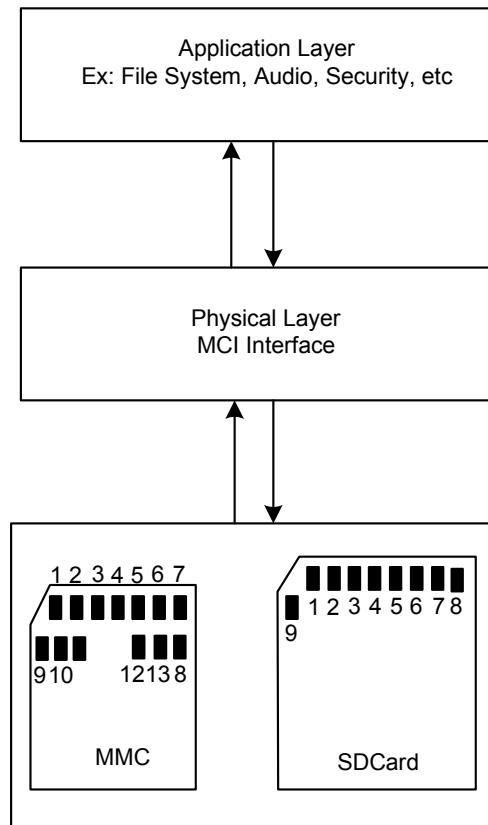 Application Layer
Ex: File System, Audio, Security, etc
Physical Layer
MCI Interface
1 2 3 4 5 6 7
9 10 12 13 8
MMC
1 2 3 4 5 6 7 8
9
SDCard